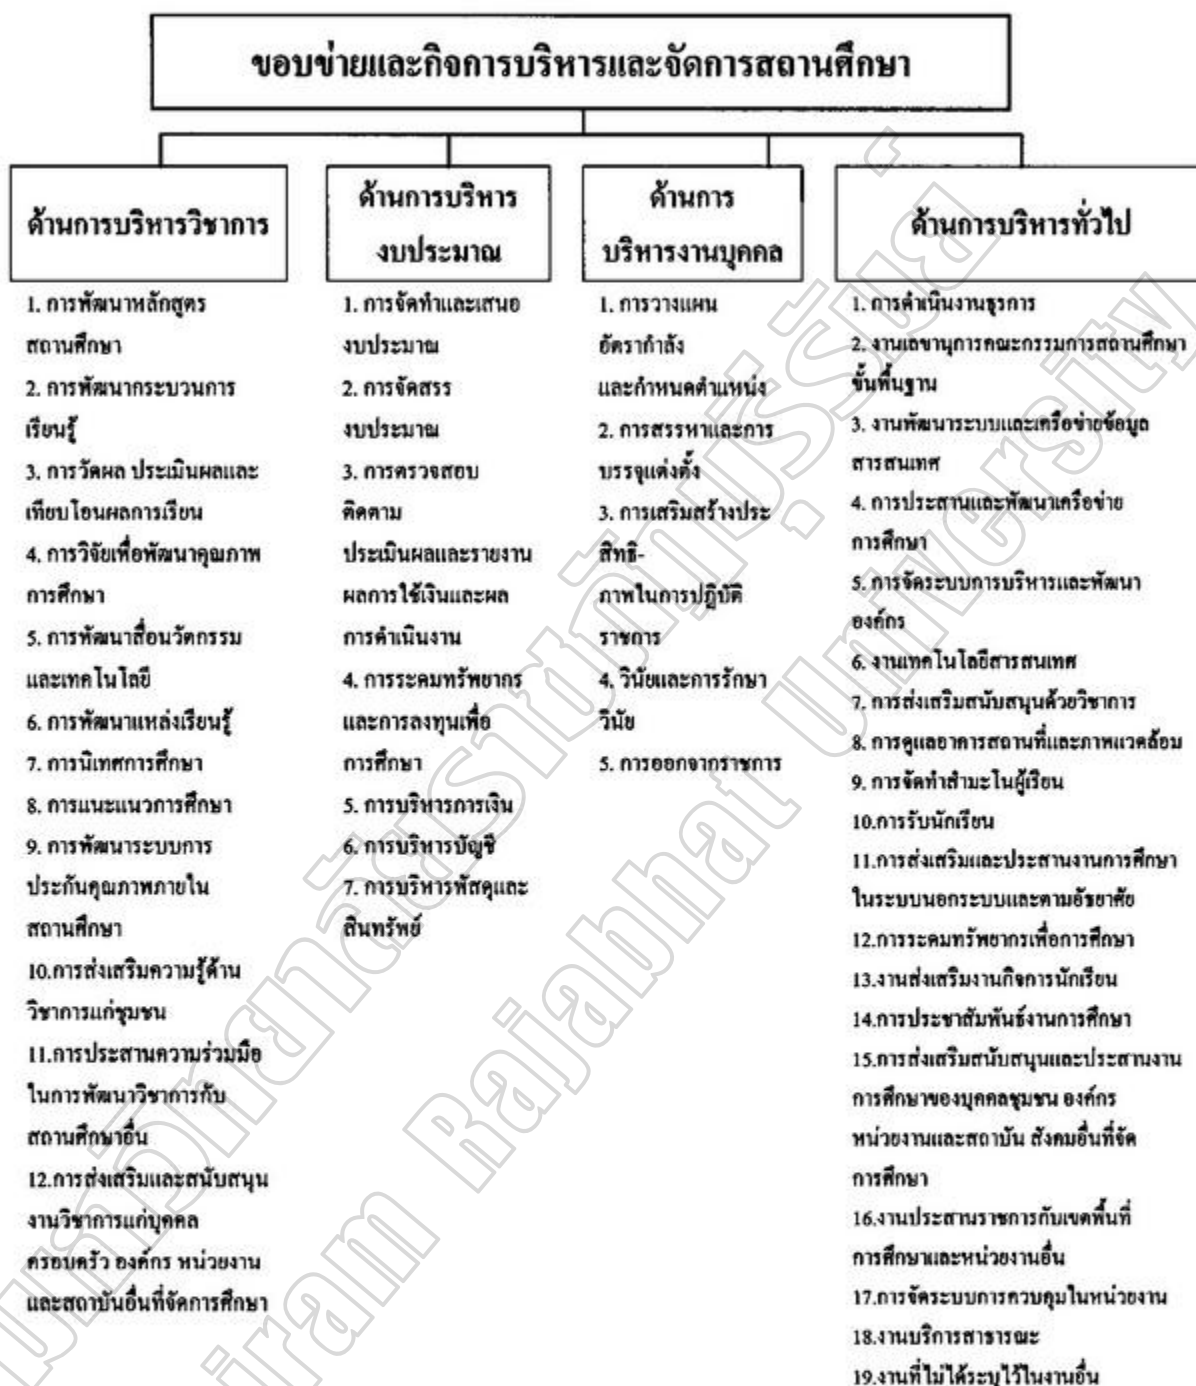 ขอบข่ายและกิจการบริหารและจัดการสถานศึกษา
ด้านการบริหารวิชาการ
1. การพัฒนาหลักสูตร
สถานศึกษา
2. การพัฒนากระบวนการ
เรียนรู้
3. การวัดผล ประเมินผลและ
เทียบโอนผลการเรียน
4. การวิจัยเพื่อพัฒนาคุณภาพ
การศึกษา
5. การพัฒนาสื่อนวัตกรรม
และเทคโนโลยี
6. การพัฒนาแหล่งเรียนรู้
7. การนิเทศการศึกษา
8. การแนะแนวการศึกษา
9. การพัฒนาระบบการ
ประกันคุณภาพภายใน
สถานศึกษา
10.การส่งเสริมความรู้ด้าน
วิชาการแก่ชุมชน
11.การประสานความร่วมมือ
ในการพัฒนาวิชาการกับ
สถานศึกษาอื่น
12.การส่งเสริมและสนับสนุน
งานวิชาการแก่บุคคล
ครอบครัว องค์กร หน่วยงาน
และสถาบันอื่นที่จัดการศึกษา
ด้านการบริหาร
งบประมาณ
1. การจัดทำและเสนอ
งบประมาณ
2. การจัดสรร
งบประมาณ
3. การตรวจสอบ
ติดตาม
ประเมินผลและรายงาน
ผลการใช้เงินและผล
การดำเนินงาน
4. การระดมทรัพยากร
และการลงทุนเพื่อ
การศึกษา
5. การบริหารการเงิน
6. การบริหารบัญชี
7. การบริหารพัสดุและ
สินทรัพย์
ด้านการ
บริหารงานบุคคล
1. การวางแผน
อัตรากำลัง
และกำหนดตำแหน่ง
2. การสรรหาและการ
บรรจุแต่งตั้ง
3. การเสริมสร้างประ
สิทธิ-
ภาพในการปฏิบัติ
ราชการ
4. วินัยและการรักษา
วินัย
5. การออกจากราชการ
ด้านการบริหารทั่วไป
1. การดำเนินงานธุรการ
2. งานเลขานุการคณะกรรมการสถานศึกษา
ขั้นพื้นฐาน
3. งานพัฒนาระบบและเครือข่ายข้อมูล
สารสนเทศ
4. การประสานและพัฒนาเครือข่าย
การศึกษา
5. การจัดระบบการบริหารและพัฒนา
องค์กร
6. งานเทคโนโลยีสารสนเทศ
7. การส่งเสริมสนับสนุนด้วยวิชาการ
8. การดูแลอาคารสถานที่และภาพแวดล้อม
9. การจัดทำสำมะโนผู้เรียน
10.การรับนักเรียน
11.การส่งเสริมและประสานงานการศึกษา
ในระบบนอกระบบและตามอัธยาศัย
12.การระดมทรัพยากรเพื่อการศึกษา
13.งานส่งเสริมงานกิจการนักเรียน
14.การประชาสัมพันธ์งานการศึกษา
15.การส่งเสริมสนับสนุนและประสานงาน
การศึกษาของบุคคลชุมชน องค์กร
หน่วยงานและสถาบัน สังคมอื่นที่จัด
การศึกษา
16.งานประสานราชการกับเขตพื้นที่
การศึกษาและหน่วยงานอื่น
17.การจัดระบบการควบคุมในหน่วยงาน
18.งานบริการสาธารณะ
19.งานที่ไม่ได้ระบุไว้ในงานอื่น
Rajabhat University